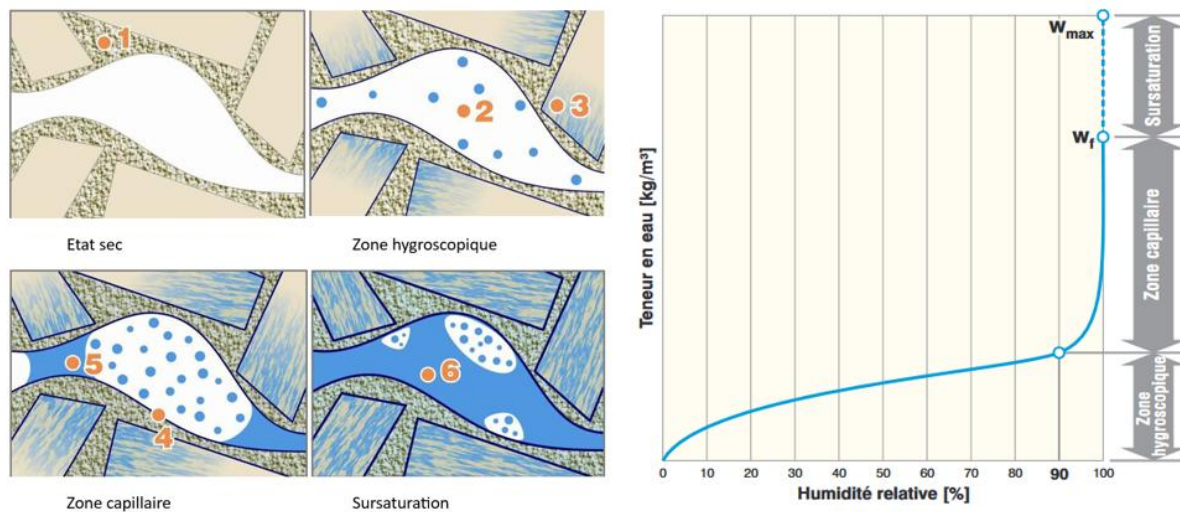 1
2
3
Etat sec
Zone hygroscopique
5
4
6
Zone capillaire
Sursaturation
Teneur en eau [kg/m³]
Wmax
Wf
0 10 20 30 40 50 60 70 80 90 100
Humidité relative [%]
Sursaturation
Zone capillaire
Zone
hygroscopique